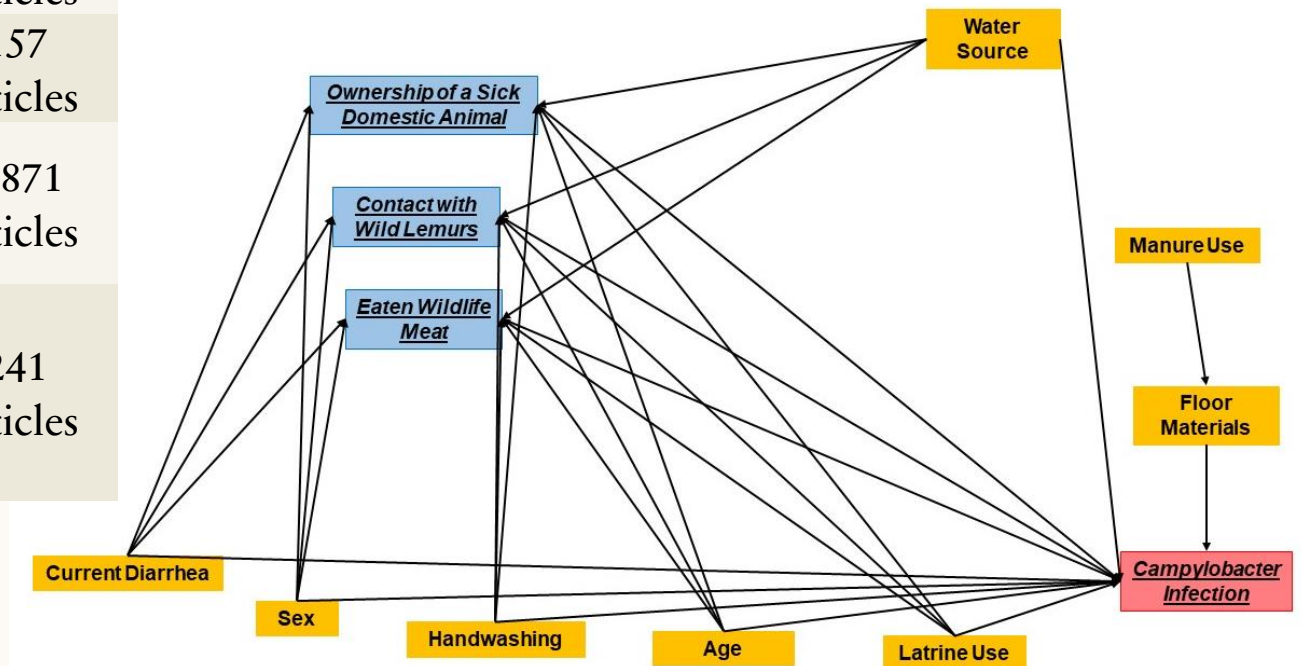 ticles
57
ticles
871
ticles
241
ticles
Water
Source
Ownership of a Sick
Domestic Animal
Contact with
Wild Lemurs
Eaten Wildlife
Meat
Manure Use
Floor
Materials
Campylobacter
Infection
Current Diarrhea
Sex
Handwashing
Age
Latrine Use